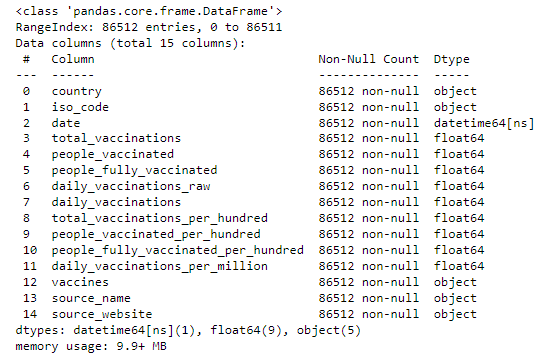 <class 'pandas.core.frame.DataFrame'>
RangeIndex: 86512 entries, 0 to 86511
Data columns (total 15 columns):
 #   Column                               Non-Null Count  Dtype
---  ------                               --------------  -----
 0   country                              86512 non-null  object
 1   iso_code                             86512 non-null  object
 2   date                                 86512 non-null  datetime64[ns]
 3   total_vaccinations                   86512 non-null  float64
 4   people_vaccinated                    86512 non-null  float64
 5   people_fully_vaccinated              86512 non-null  float64
 6   daily_vaccinations_raw               86512 non-null  float64
 7   daily_vaccinations                   86512 non-null  float64
 8   total_vaccinations_per_hundred       86512 non-null  float64
 9   people_vaccinated_per_hundred        86512 non-null  float64
 10  people_fully_vaccinated_per_hundred  86512 non-null  float64
 11  daily_vaccinations_per_million       86512 non-null  float64
 12  vaccines                             86512 non-null  object
 13  source_name                          86512 non-null  object
 14  source_website                       86512 non-null  object
dtypes: datetime64[ns](1), float64(9), object(5)
memory usage: 9.9+ MB